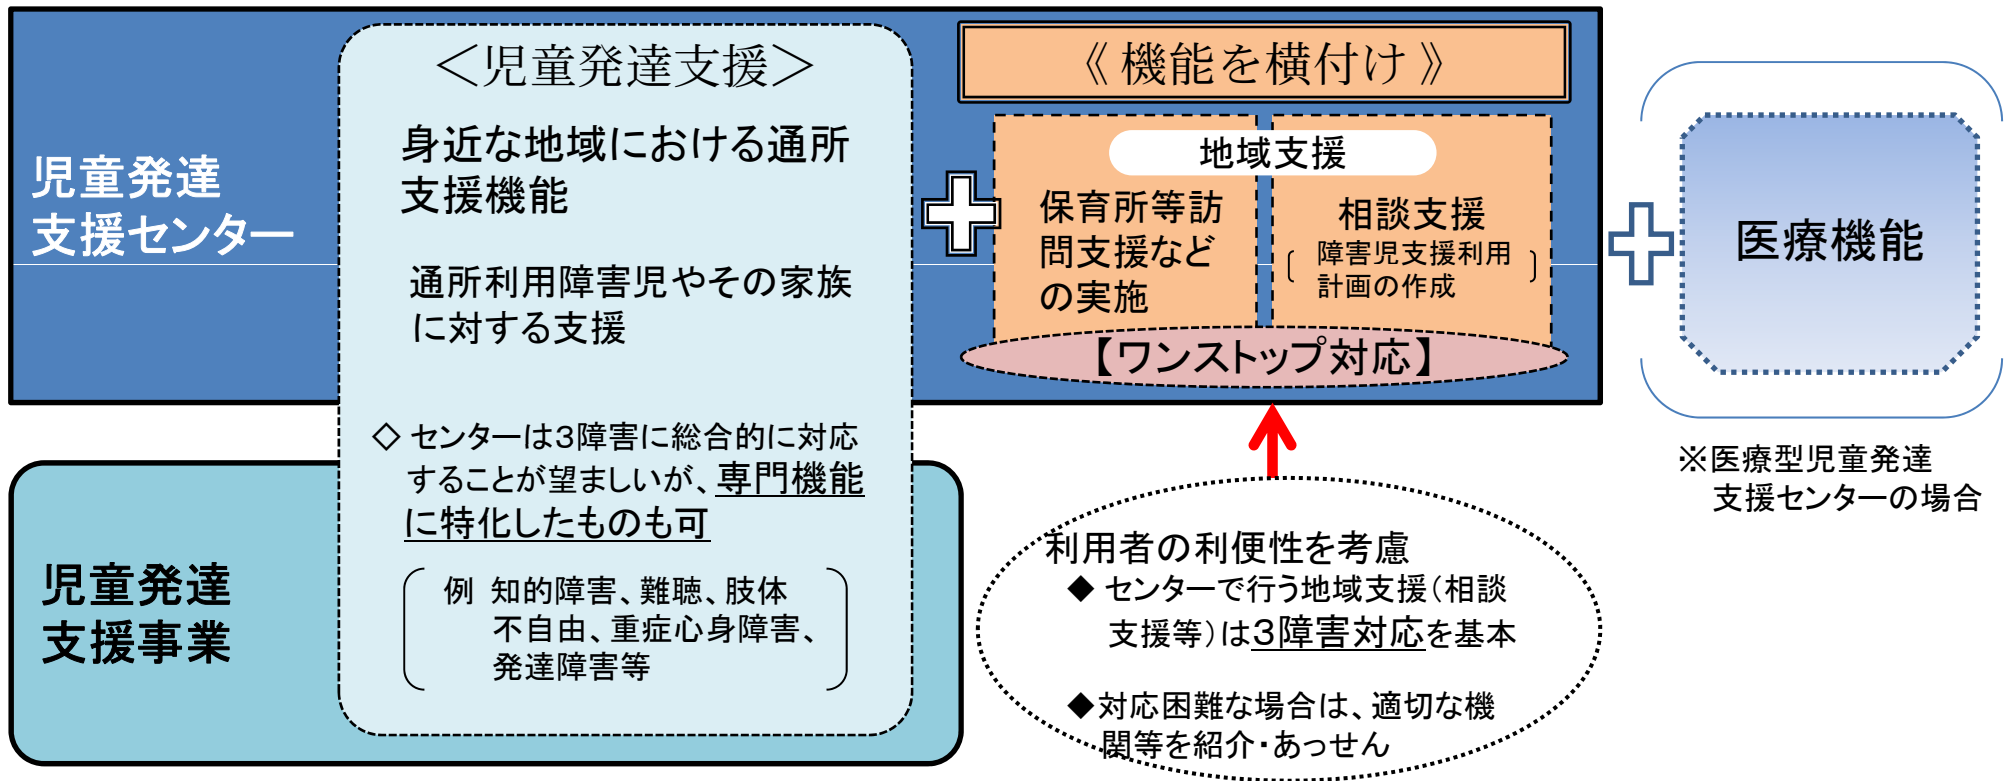 児童発達
支援センター
＜児童発達支援＞
身近な地域における通所
支援機能
通所利用障害児やその家族
に対する支援
◇ センターは３障害に総合的に対応
することが望ましいが、専門機能
に特化したものも可
例 知的障害、難聴、肢体
不自由、重症心身障害、
発達障害等
《 機能を横付け 》
地域支援
保育所等訪
問支援など
の実施
相談支援
障害児支援利用
計画の作成
【ワンストップ対応】
医療機能
※医療型児童発達
支援センターの場合
児童発達
支援事業
利用者の利便性を考慮
◆ センターで行う地域支援（相談
支援等）は３障害対応を基本
◆対応困難な場合は、適切な機
関等を紹介・あっせん